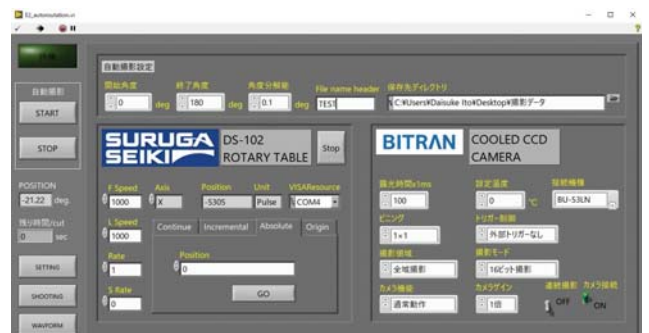 02_autorotation.vi
自動撮影
START
STOP
POSITION
-21.22 deg
残り時間/cut
0 sec
SETTING
SHOOTING
WAVFORM
自動撮影設定
開始角度 終了角度 角度分解能 File name header 保存先ディレクトリ
0 deg 180 deg 0.1 deg TEST C:¥Users¥Daisuke Ito¥Desktop¥撮影データ
SURUGA SEIKI
DS-102
ROTARY TABLE
Stop
F Speed Axis Position Unit VISAResource
1000 X -5305 Pulse COM4
L Speed
1000
Rate
1
S Rate
0
Continue Incremental Absolute Origin
Position
0
GO
BITRAN
COOLED CCD
CAMERA
露光時間x1ms 設定温度 接続機種
100 0 ℃ BU-53LN
ビニング トリガー制御
1×1 外部トリガーなし
撮影領域 撮影モード
全域撮影 16ビット撮影
カメラ機能 カメラゲイン 連続撮影 カメラ接続
通常動作 1倍 OFF ON